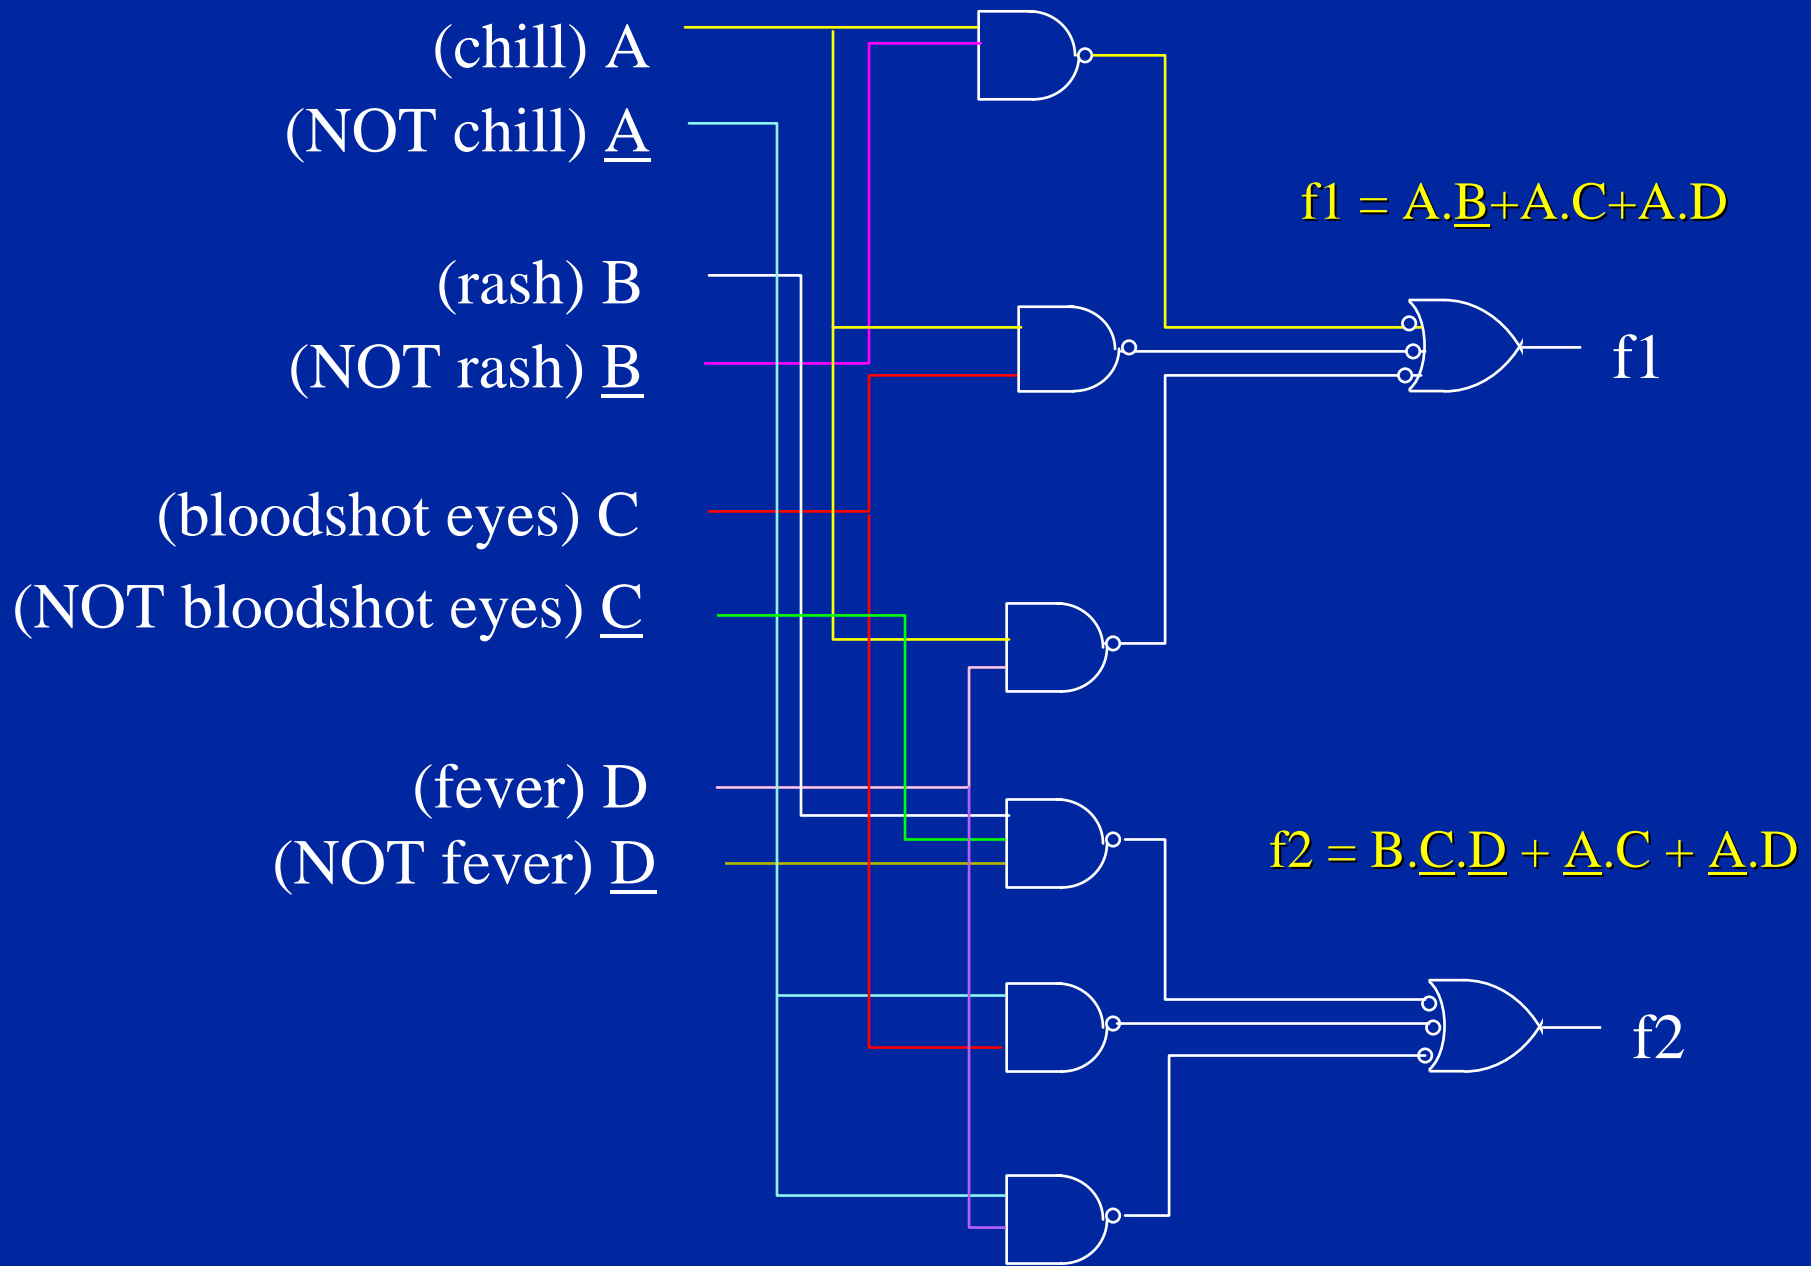 (chill) A
(NOT chill) A
f1 = A.B+A.C+A.D
(rash) B
(NOT rash) B
f1
(bloodshot eyes) C
(NOT bloodshot eyes) C
(fever) D
(NOT fever) D
f2 = B.C.D + A.C + A.D
f2